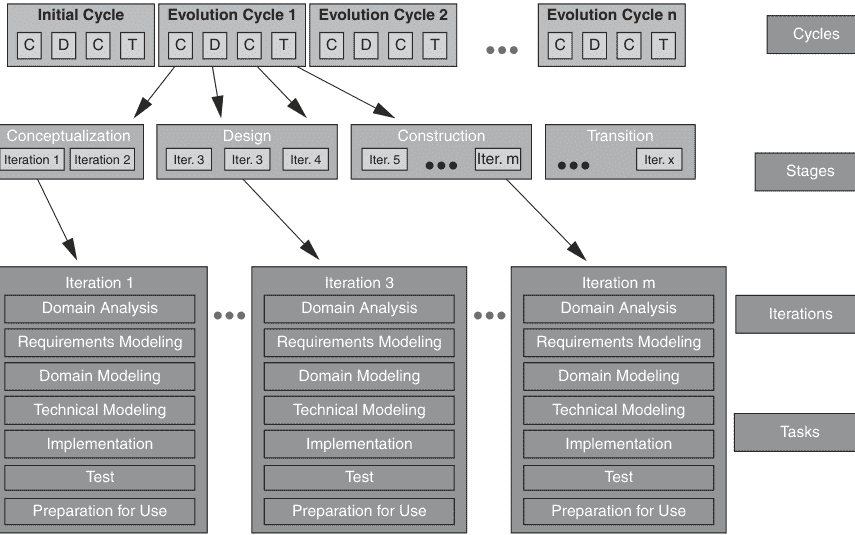 Initial Cycle
C D C T
Evolution Cycle 1
C D C T
Evolution Cycle 2
C D C T
Evolution Cycle n
C D C T
Cycles
Conceptualization
Iteration 1 Iteration 2
Design
Iter. 3 Iter. 3 Iter. 4
Construction
Iter. 5 Iter. m
Transition
Iter. x
Stages
Iteration 1
Domain Analysis
Requirements Modeling
Domain Modeling
Technical Modeling
Implementation
Test
Preparation for Use
Iteration 3
Domain Analysis
Requirements Modeling
Domain Modeling
Technical Modeling
Implementation
Test
Preparation for Use
Iteration m
Domain Analysis
Requirements Modeling
Domain Modeling
Technical Modeling
Implementation
Test
Preparation for Use
Iterations
Tasks